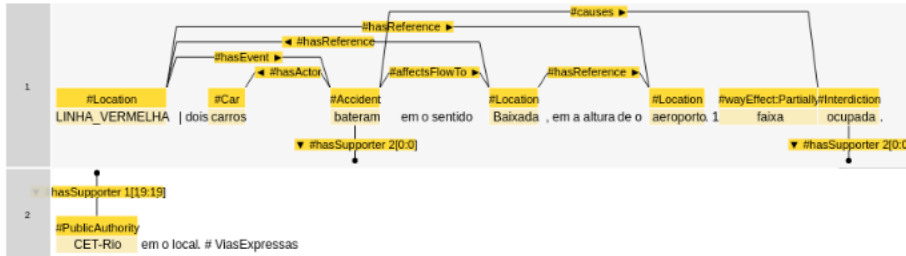 #causes ►
#hasReference ►
◄ #hasReference
#hasEvent ►
◄ #hasActor #affectsFlowTo ► #hasReference ►
1
#Location #Car #Accident #Location #Location #wayEffect:Partially #Interdiction
LINHA_VERMELHA | dois carros bateram em o sentido Baixada , em a altura de o aeroporto. 1 faixa ocupada .
▼ #hasSupporter 2[0:0] ▼ #hasSupporter 2[0:0
hasSupporter 1[19:19]
2
#PublicAuthority
CET-Rio em o local. # ViasExpressas